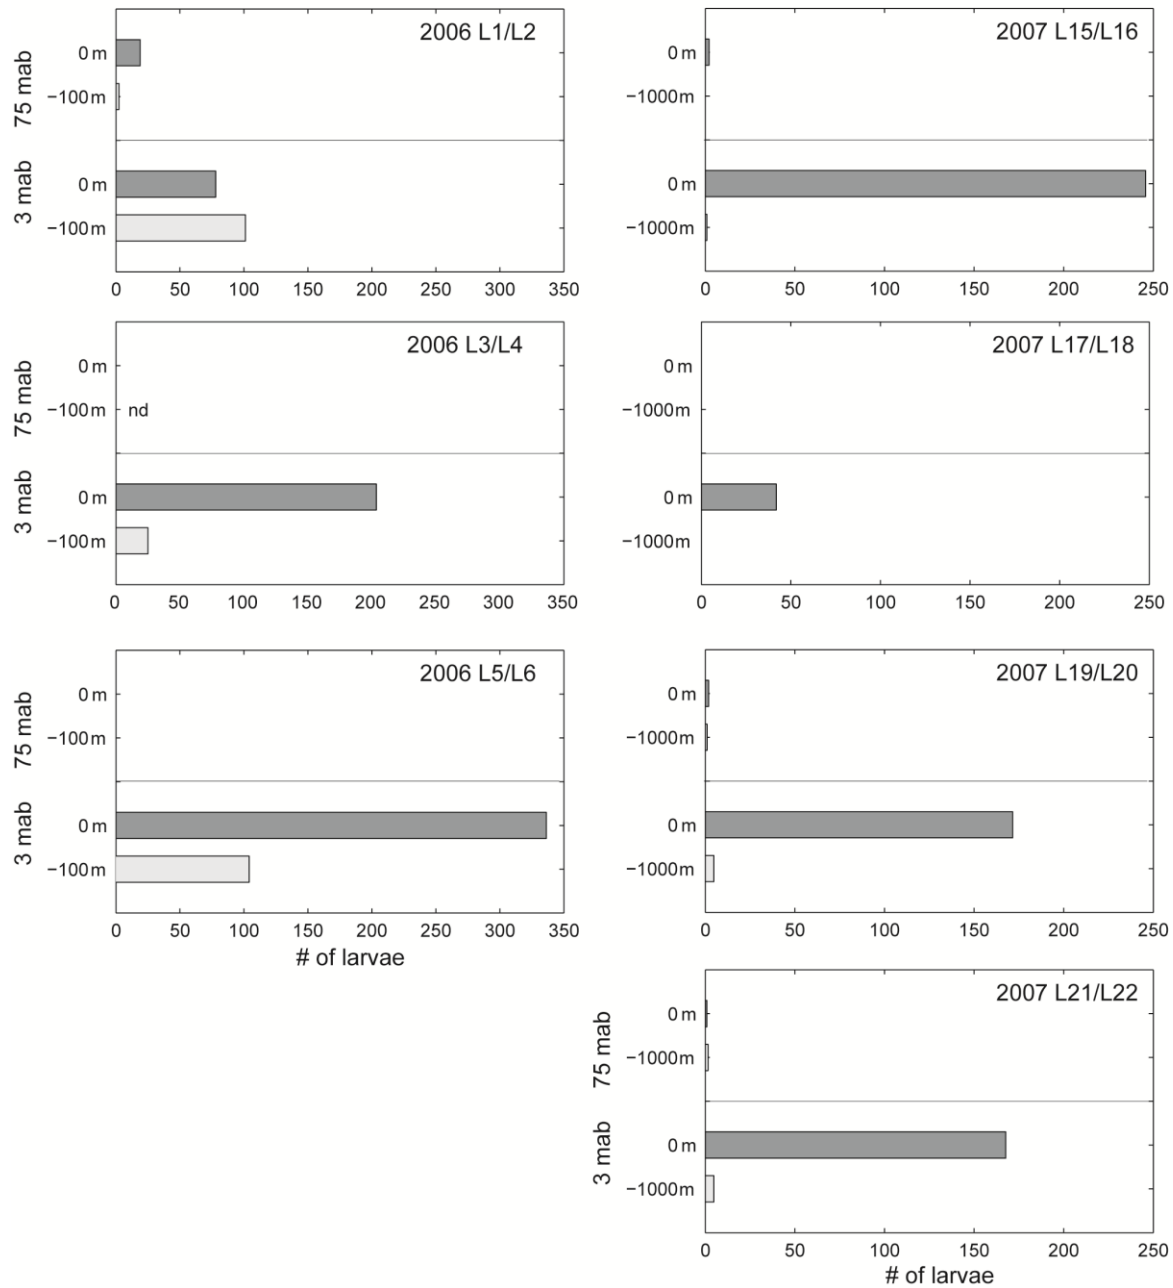 2006 L1/L2
75 mab
0 m
−100m
3 mab
0 m
−100m
0 50 100 150 200 250 300 350
2007 L15/L16
0 m
−1000m
0 m
−1000m
0 50 100 150 200 250
2006 L3/L4
75 mab
0 m
−100m
nd
3 mab
0 m
−100m
0 50 100 150 200 250 300 350
2007 L17/L18
0 m
−1000m
0 m
−1000m
0 50 100 150 200 250
2006 L5/L6
75 mab
0 m
−100m
3 mab
0 m
−100m
0 50 100 150 200 250 300 350
# of larvae
2007 L19/L20
0 m
−1000m
0 m
−1000m
0 50 100 150 200 250
2007 L21/L22
75 mab
0 m
−1000m
3 mab
0 m
−1000m
0 50 100 150 200 250
# of larvae